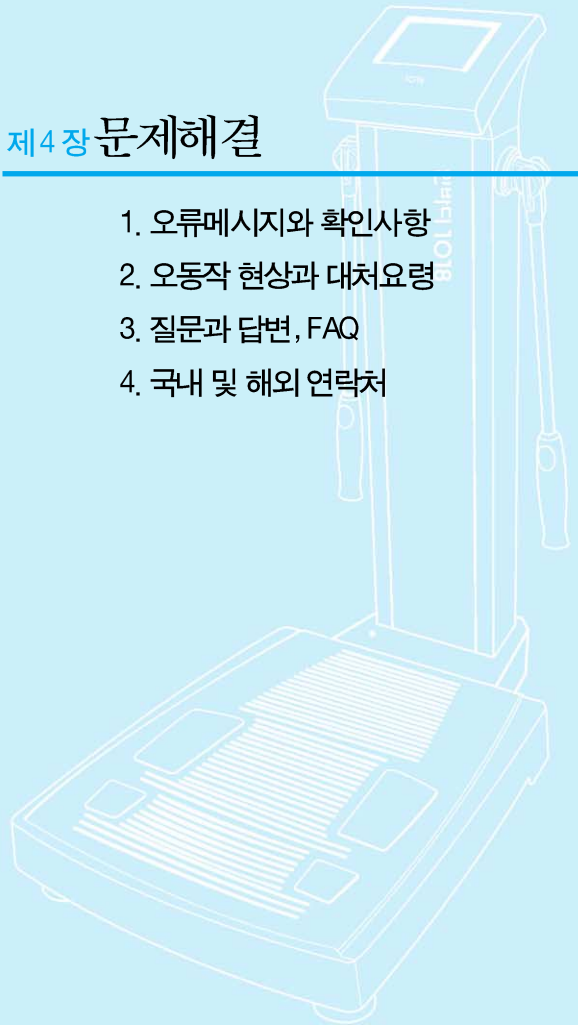 제4장 문제해결
1. 오류메시지와 확인사항
2. 오동작 현상과 대처요령
3. 질문과 답변, FAQ
4. 국내 및 해외 연락처